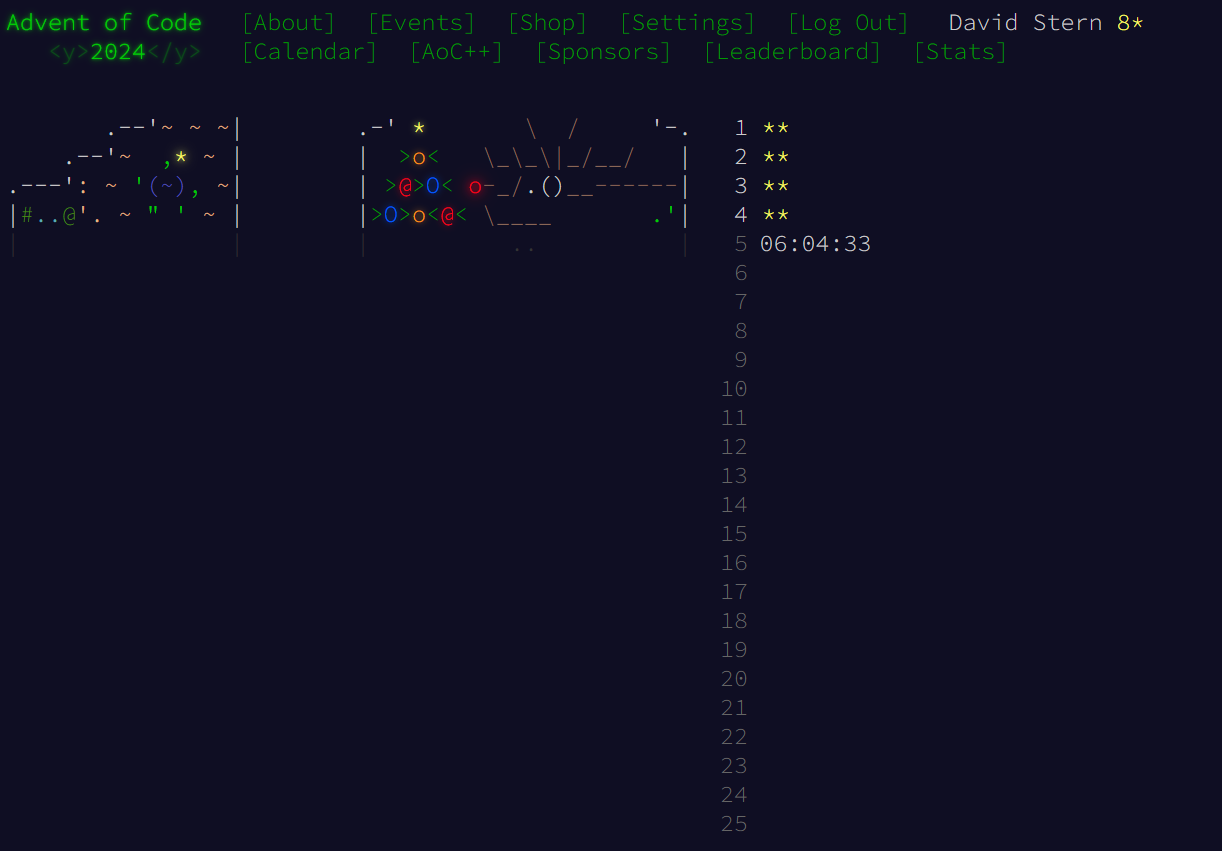 Advent of Code [About] [Events] [Shop] [Settings] [Log Out] David Stern 8*
<y>2024</y> [Calendar] [AoC++] [Sponsors] [Leaderboard] [Stats]
       .--'~ ~ ~|        .-' *       \  /     '-.   1 **
    .--'~  ,* ~ |        |  >o<   \_\_\|_/__/   |   2 **
.---': ~ '(~), ~|        | >@>O< o-_/.()__------|   3 **
|#..@'. ~ " ' ~ |        |>O>o<@< \____       .'|   4 **
|               |        |          ..          |   5 06:04:33
6
7
8
9
10
11
12
13
14
15
16
17
18
19
20
21
22
23
24
25